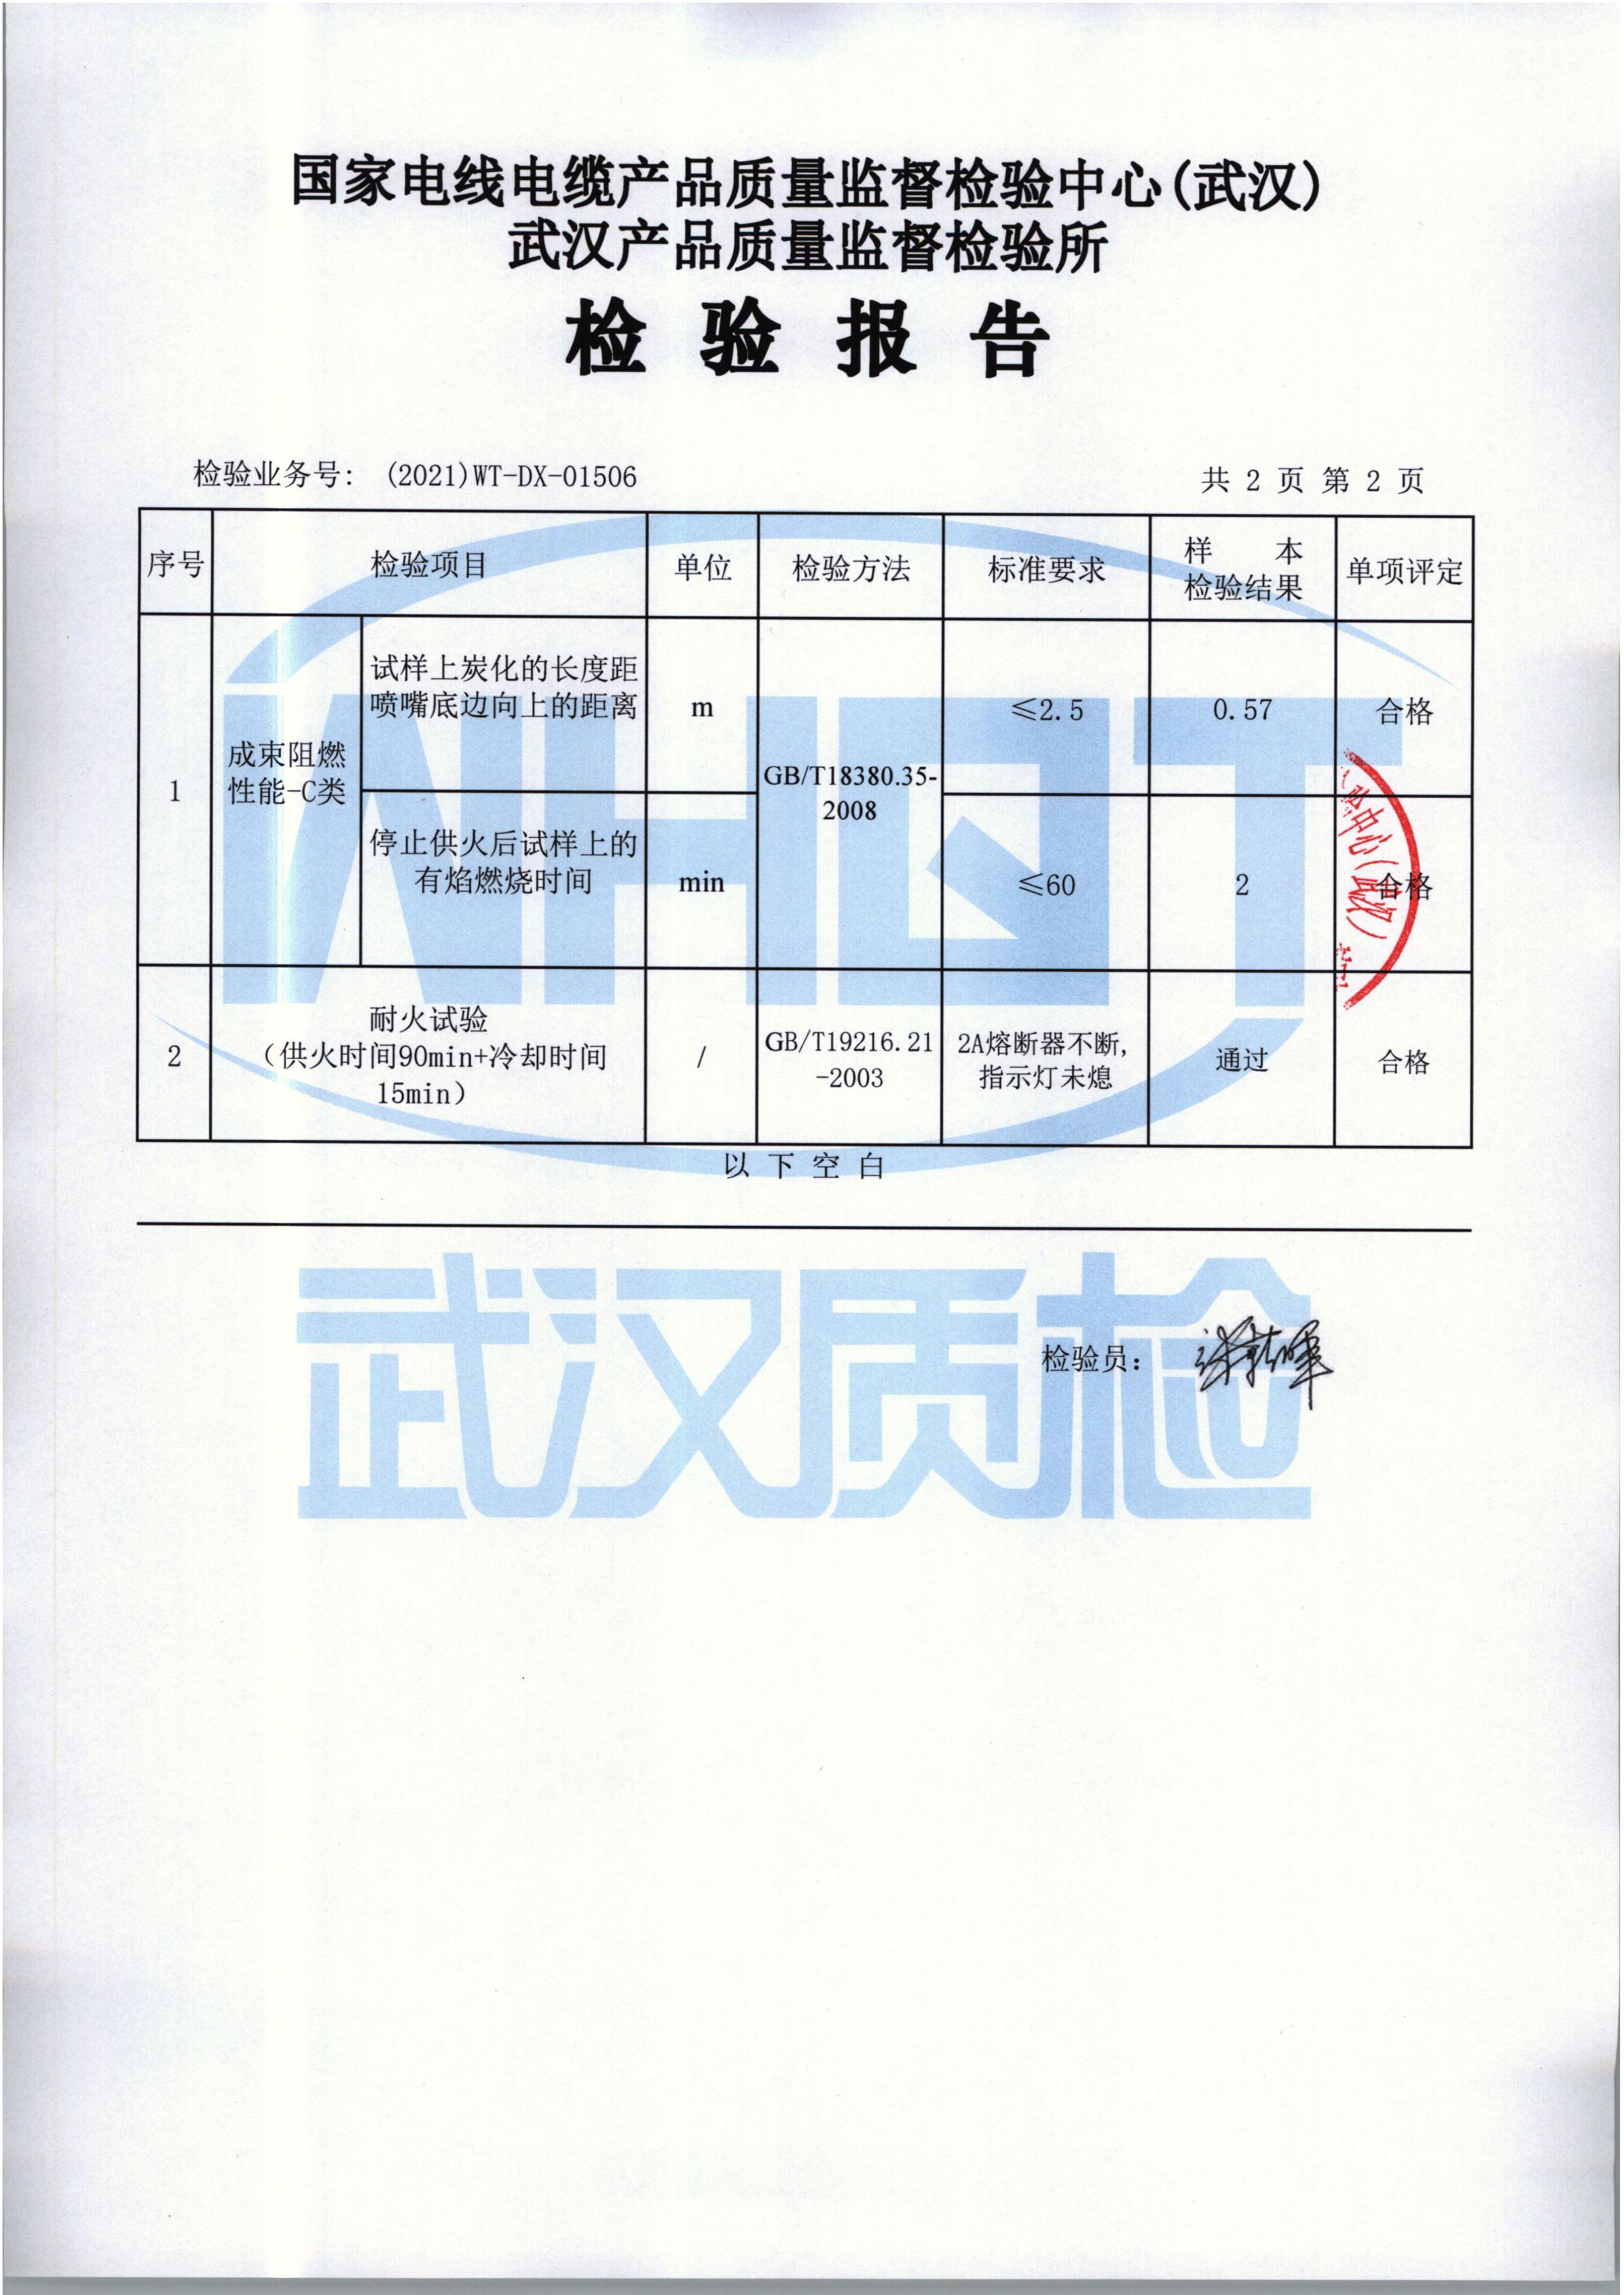 国家电线电缆产品质量监督检验中心(武汉)
武汉产品质量监督检验所
检验报告
检验业务号: (2021)WT-DX-01506
共 2 页 第 2 页
序号
检验项目
单位
检验方法
标准要求
样 本
检验结果
单项评定
1
成束阻燃
性能-C类
试样上炭化的长度距
喷嘴底边向上的距离
m
GB/T18380.35-
2008
≤2.5
0.57
合格
停止供火后试样上的
有焰燃烧时间
min
≤60
2
合格
2
耐火试验
(供火时间90min+冷却时间
15min)
/
GB/T19216.21
-2003
2A熔断器不断,
指示灯未熄
通过
合格
以下空白
检验员:
WHQT
武汉质检
验中心(武汉)